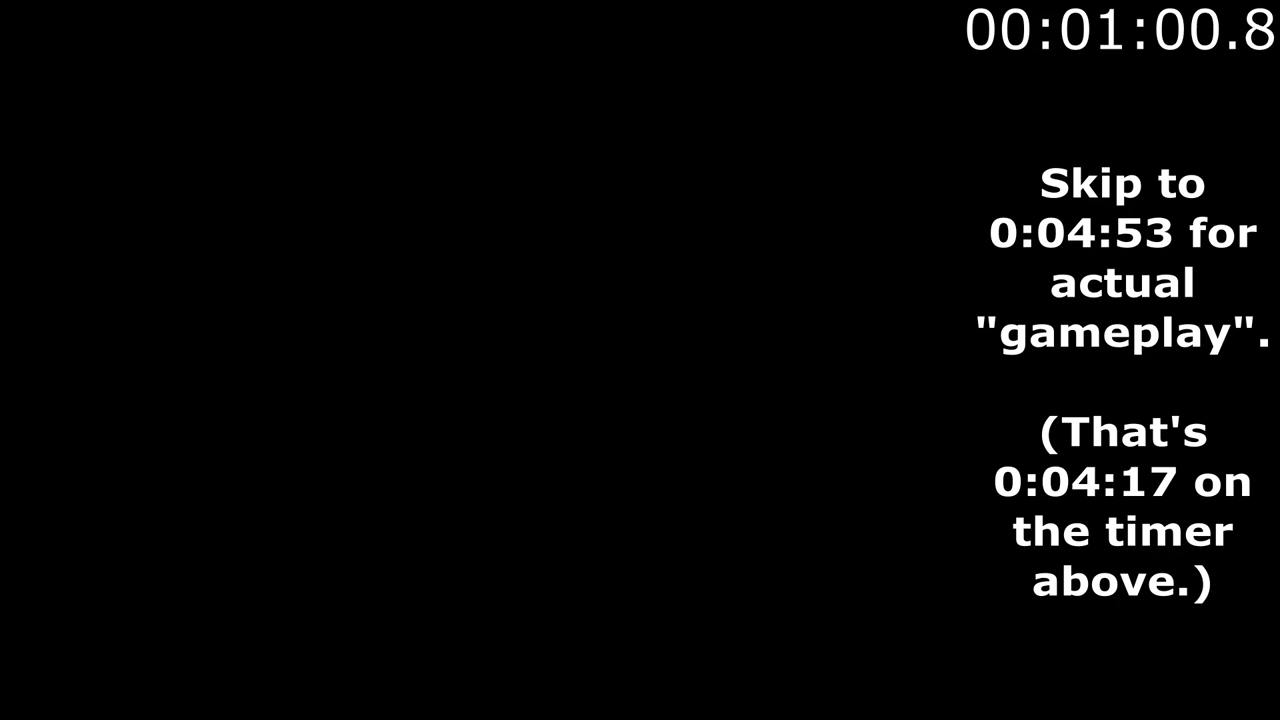 00:01:00.8
Skip to
0:04:53 for
actual
"gameplay".
(That's
0:04:17 on
the timer
above.)